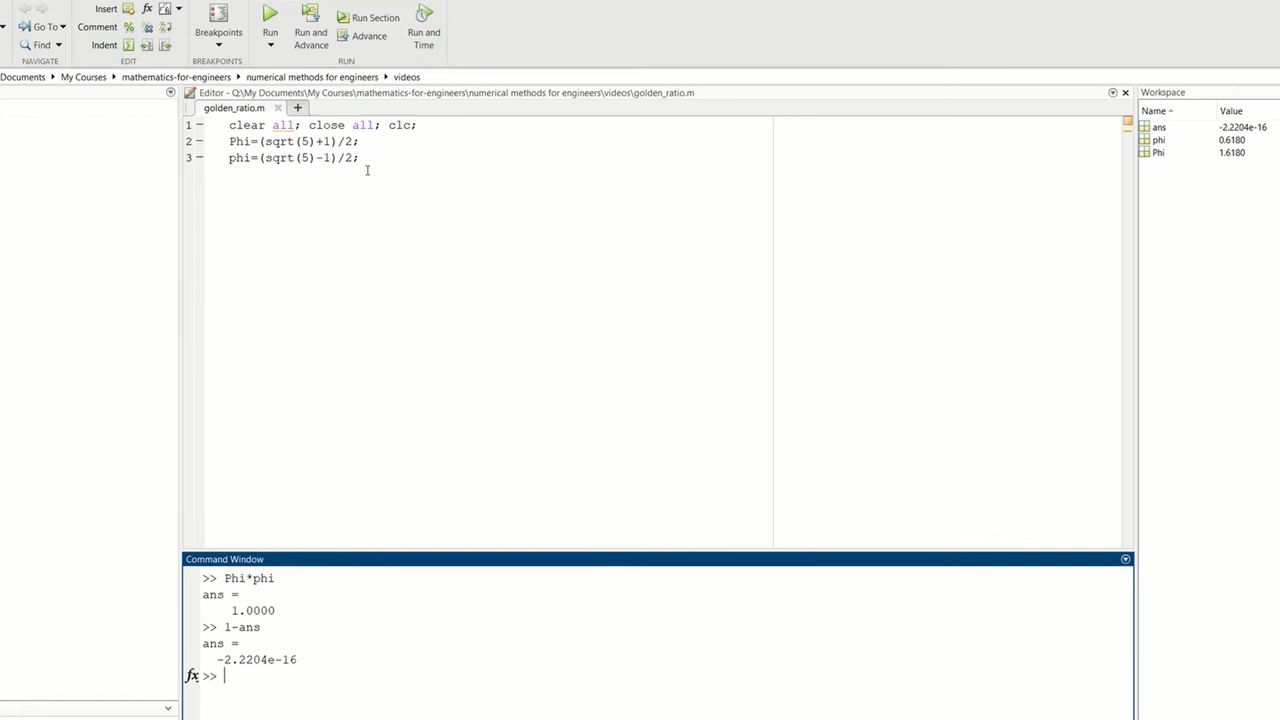 Insert fx
Go To
Comment %
Find
Indent
Breakpoints
Run
Run and Advance
Run Section
Advance
Run and Time
NAVIGATE
EDIT
BREAKPOINTS
RUN
Documents My Courses mathematics-for-engineers numerical methods for engineers videos
Editor - Q:\My Documents\My Courses\mathematics-for-engineers\numerical methods for engineers\videos\golden_ratio.m
golden_ratio.m
1 clear all; close all; clc;
2 Phi=(sqrt(5)+1)/2;
3 phi=(sqrt(5)-1)/2;
Workspace
Name Value
ans -2.2204e-16
phi 0.6180
Phi 1.6180
Command Window
>> Phi*phi
ans =
1.0000
>> 1-ans
ans =
-2.2204e-16
fx >>